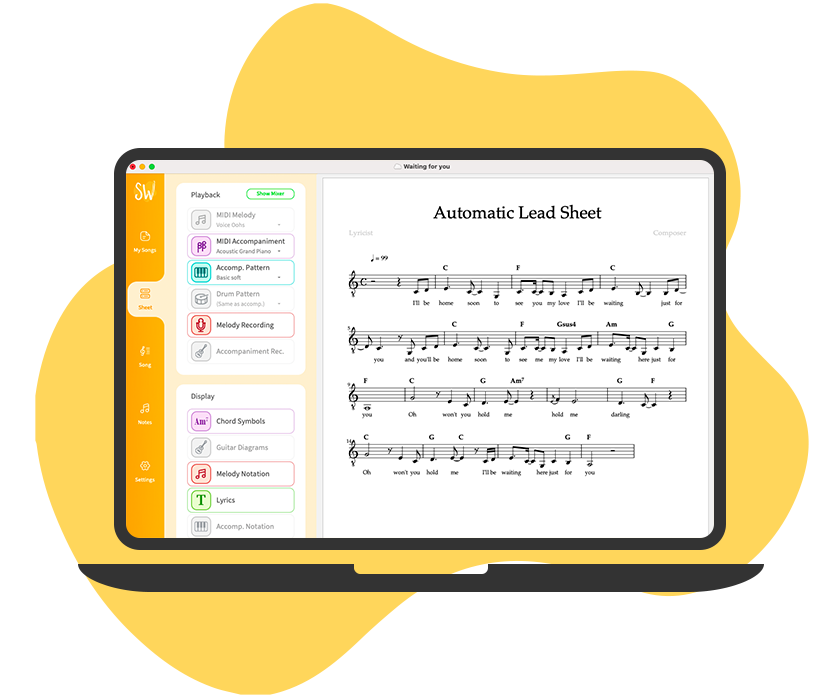 Waiting for you
SW
My Songs
Sheet
Song
Notes
Settings
Playback
Show Mixer
MIDI Melody
Voice Oohs
MIDI Accompaniment
Acoustic Grand Piano
Accomp. Pattern
Basic soft
Drum Pattern
(Same as accomp.)
Melody Recording
Accompaniment Rec.
Display
Am7
Chord Symbols
Guitar Diagrams
Melody Notation
T
Lyrics
Accomp. Notation
Automatic Lead Sheet
Lyricist
Composer
♩ = 99
C F C
I'll be home soon to see you my love I'll be waiting just for
5
C F Gsus4 Am G
you and you'll be home soon to see me my love I'll be waiting here just for
9
F C G Am7 G F
you Oh won't you hold me hold me darling
14
C G C G F
Oh won't you hold me I'll be waiting here just for you